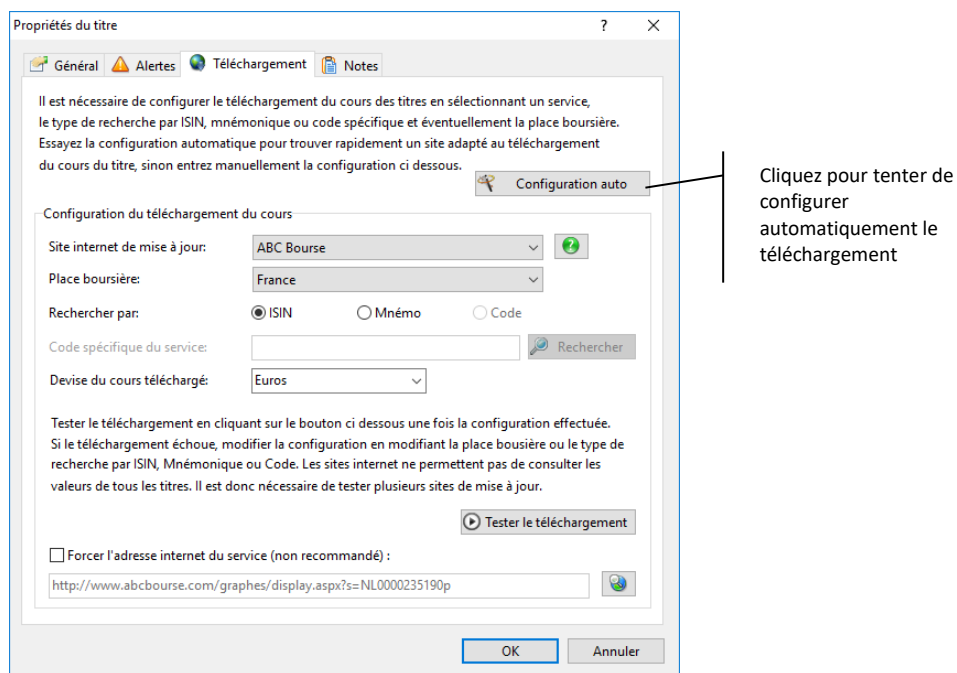 Propriétés du titre ?
Général Alertes Téléchargement Notes
Il est nécessaire de configurer le téléchargement du cours des titres en sélectionnant un service,
le type de recherche par ISIN, mnémonique ou code spécifique et éventuellement la place boursière.
Essayez la configuration automatique pour trouver rapidement un site adapté au téléchargement
du cours du titre, sinon entrez manuellement la configuration ci dessous.
Configuration auto
Cliquez pour tenter de
configurer
automatiquement le
téléchargement
Configuration du téléchargement du cours
Site internet de mise à jour: ABC Bourse
Place boursière: France
Rechercher par: ISIN Mnémo Code
Code spécifique du service: Rechercher
Devise du cours téléchargé: Euros
Tester le téléchargement en cliquant sur le bouton ci dessous une fois la configuration effectuée.
Si le téléchargement échoue, modifier la configuration en modifiant la place bousière ou le type de
recherche par ISIN, Mnémonique ou Code. Les sites internet ne permettent pas de consulter les
valeurs de tous les titres. Il est donc nécessaire de tester plusieurs sites de mise à jour.
Tester le téléchargement
Forcer l'adresse internet du service (non recommandé) :
http://www.abcbourse.com/graphes/display.aspx?s=NL0000235190p
OK Annuler